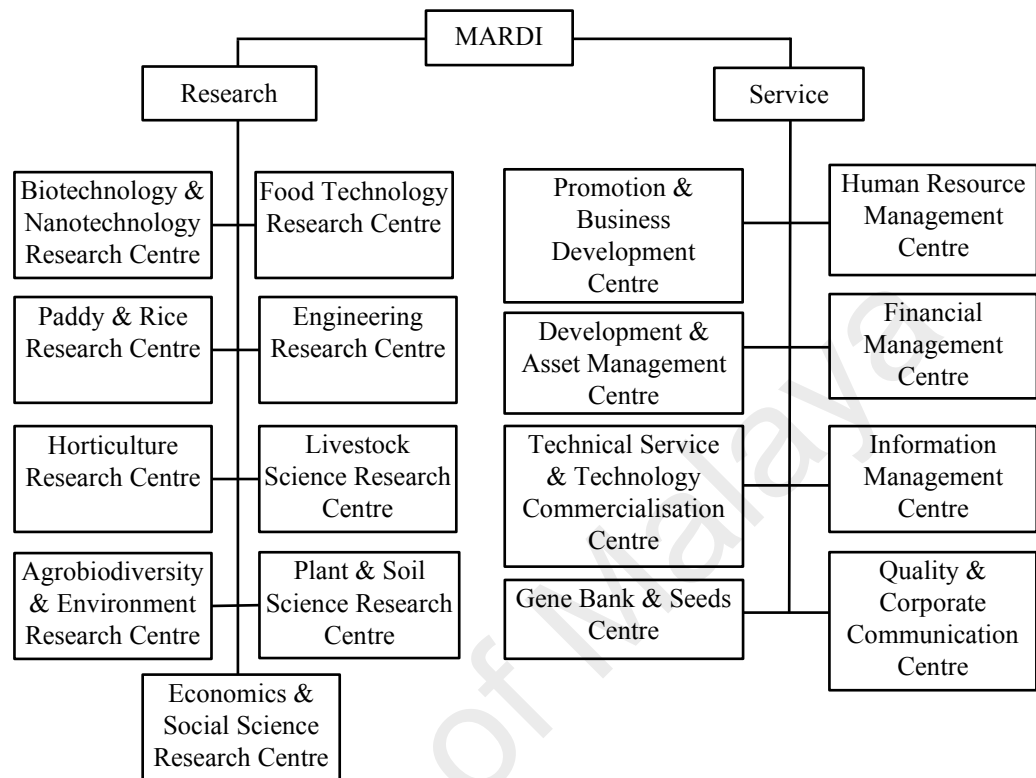 MARDI
Research
Service
Biotechnology &
Nanotechnology
Research Centre
Food Technology
Research Centre
Paddy & Rice
Research Centre
Engineering
Research Centre
Horticulture
Research Centre
Livestock
Science Research
Centre
Agrobiodiversity
& Environment
Research Centre
Plant & Soil
Science Research
Centre
Economics &
Social Science
Research Centre
Promotion &
Business
Development
Centre
Human Resource
Management
Centre
Development &
Asset Management
Centre
Financial
Management
Centre
Technical Service
& Technology
Commercialisation
Centre
Information
Management
Centre
Gene Bank & Seeds
Centre
Quality &
Corporate
Communication
Centre
of Malaya